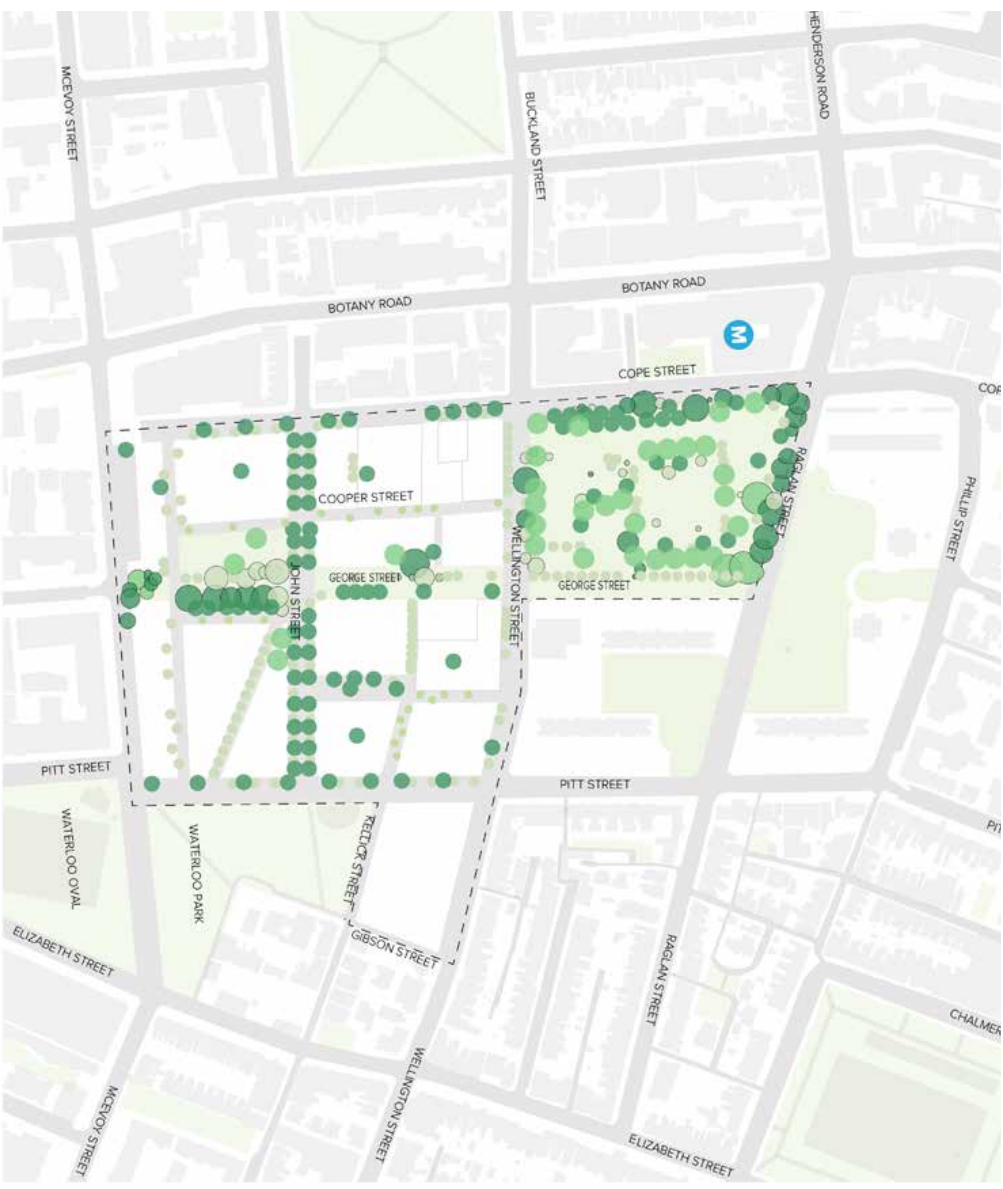 MCEVOY STREET
BUCKLAND STREET
HENDERSON ROAD
BOTANY ROAD
BOTANY ROAD
M
COPE STREET
COP
COOPER STREET
RAGLAN STREET
PHILLIP STREET
JOHN STREET
GEORGE STREET
WELLINGTON STREET
GEORGE STREET
PITT STREET
PITT STREET
PIT
WATERLOO OVAL
WATERLOO PARK
KELLICK STREET
ELIZABETH STREET
GIBSON STREET
RAGLAN STREET
CHALMER
MCEVOY STREET
WELLINGTON STREET
ELIZABETH STREET